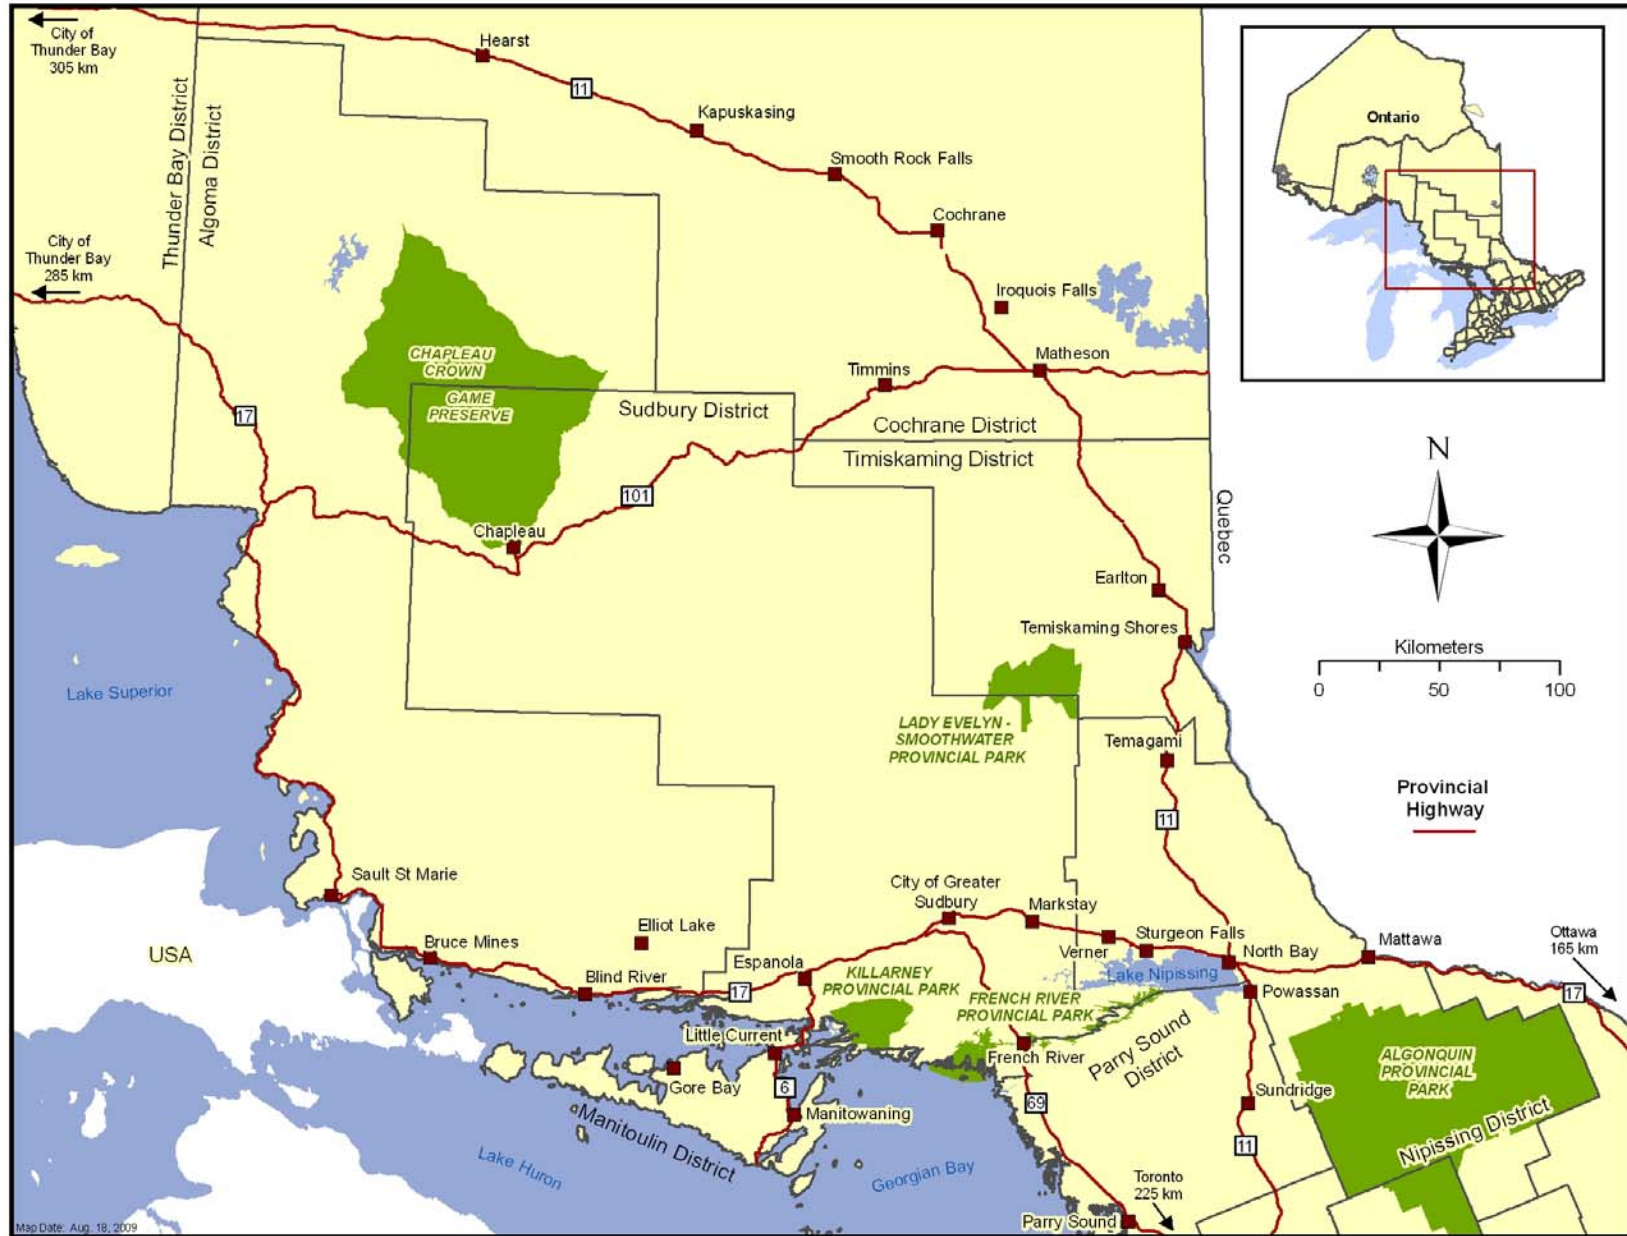 City of
Thunder Bay
305 km
Hearst
11
Kapuskasing
Smooth Rock Falls
Cochrane
Iroquois Falls
Matheson
Timmins
Thunder Bay District
Algoma District
City of
Thunder Bay
285 km
17
CHAPLEAU
CROWN
GAME
PRESERVE
Sudbury District
Cochrane District
Timiskaming District
101
Chapleau
Quebec
Earlton
Temiskaming Shores
Lake Superior
LADY EVELYN -
SMOOTHWATER
PROVINCIAL PARK
Temagami
11
Sault St Marie
USA
Bruce Mines
Elliot Lake
Blind River
17
Espanola
City of Greater
Sudbury
Markstay
Verner
Sturgeon Falls
North Bay
Mattawa
Ottawa
165 km
17
Lake Nipissing
Powassan
KILLARNEY
PROVINCIAL PARK
FRENCH RIVER
PROVINCIAL PARK
French River
Parry Sound
District
Little Current
Gore Bay
6
Manitowaning
Manitoulin District
Lake Huron
Georgian Bay
69
Sundridge
11
ALGONQUIN
PROVINCIAL
PARK
Nipissing District
Toronto
225 km
Parry Sound
Map Date: Aug. 18, 2009
Ontario
N
Kilometers
0 50 100
Provincial
Highway